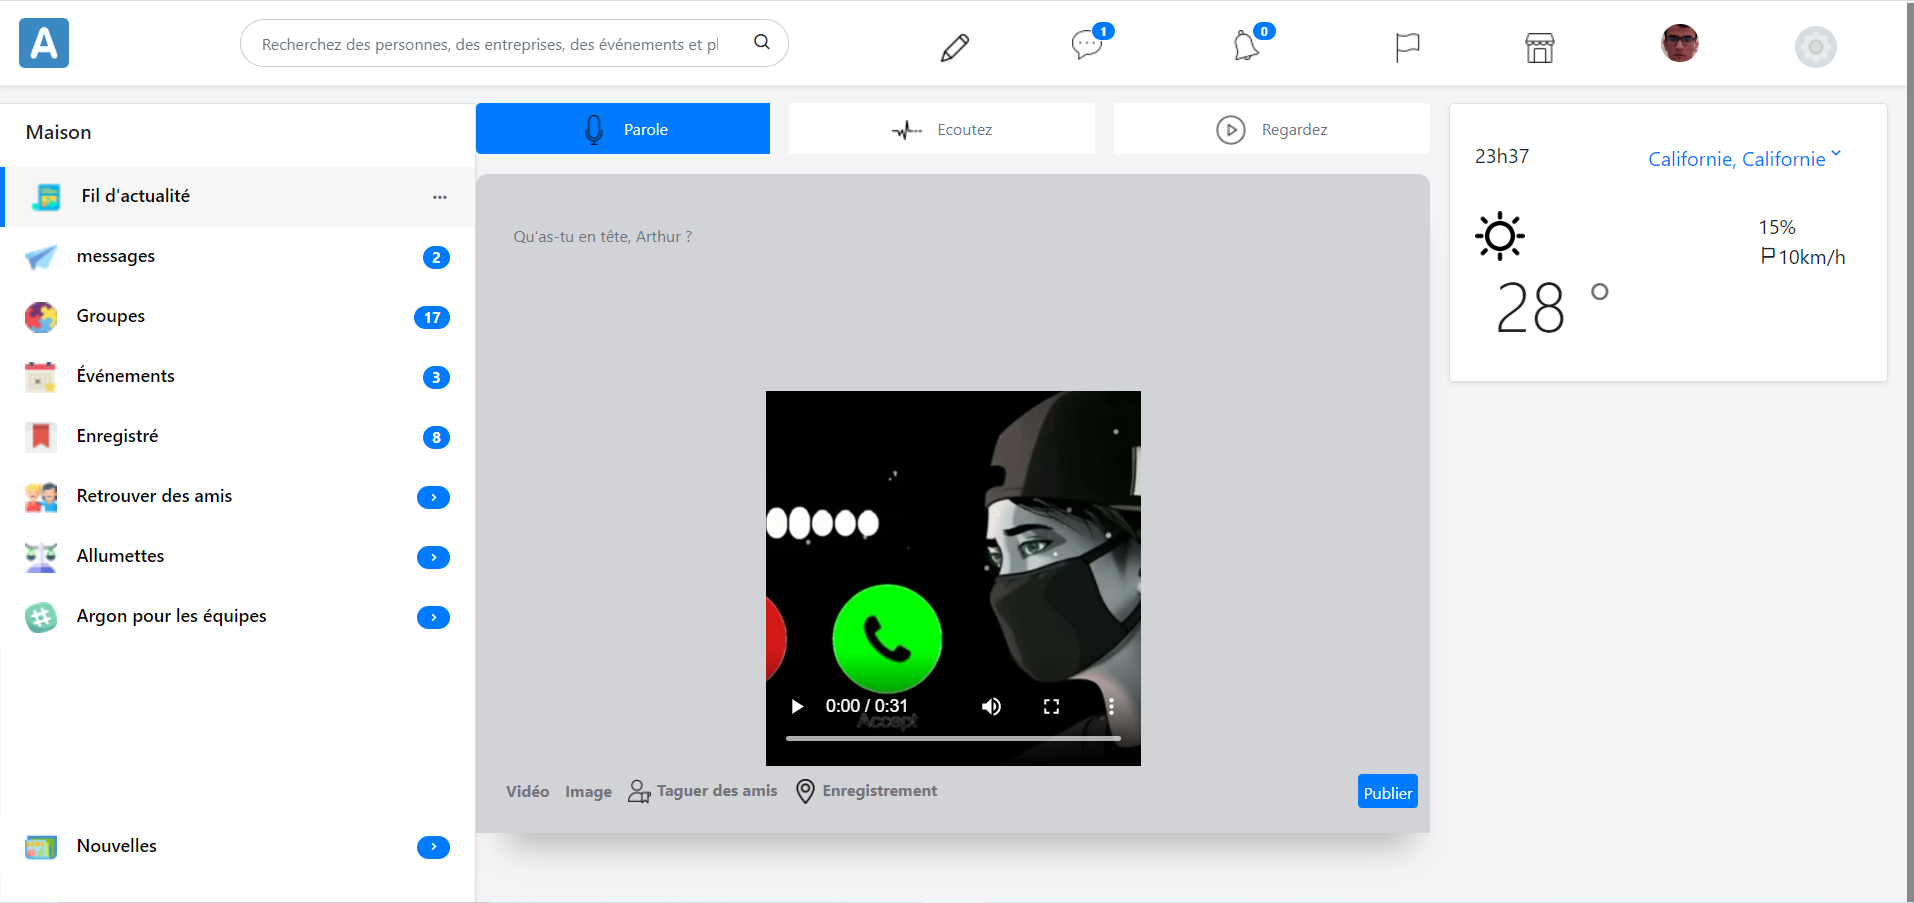 A
Recherchez des personnes, des entreprises, des événements et pl
1
0
Maison
Fil d'actualité
messages
2
Groupes
17
Événements
3
Enregistré
8
Retrouver des amis
Allumettes
Argon pour les équipes
Nouvelles
Parole
Ecoutez
Regardez
Qu'as-tu en tête, Arthur ?
0:00 / 0:31
Accept
Vidéo
Image
Taguer des amis
Enregistrement
Publier
23h37
Californie, Californie
15%
10km/h
28 °